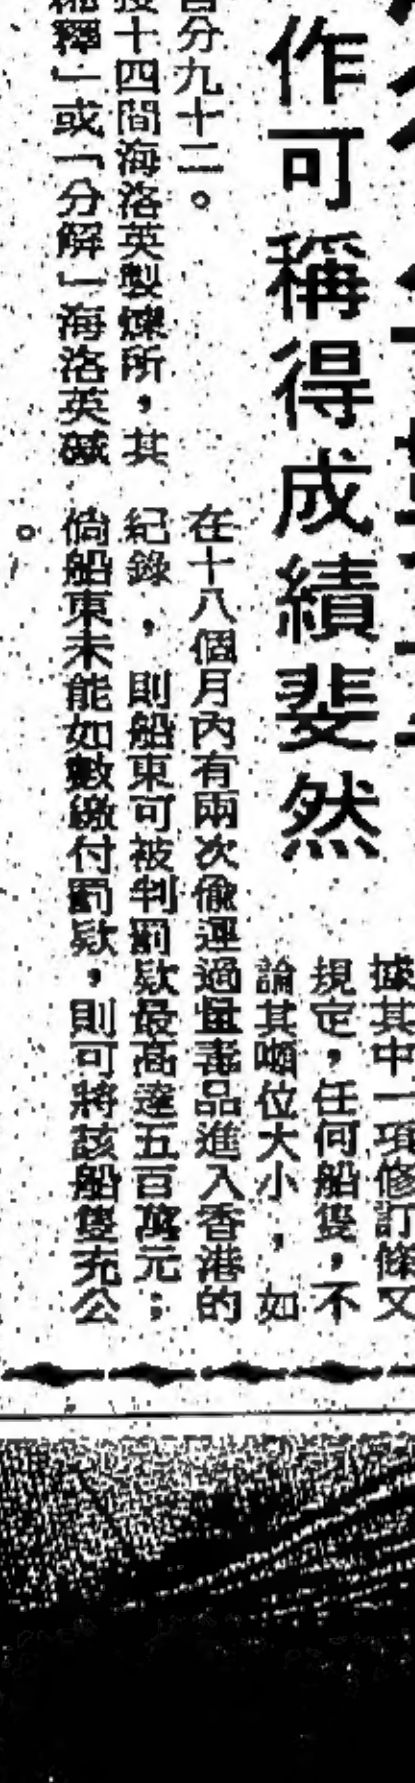 作可稱得成績斐然
百分九十二。
十四間海洛英製煉所，其
稀釋」或「分解」海洛英碱
據其中一項修訂條文
規定，任何船隻，不
論其噸位大小，如
在十八個月內有兩次偷運過量毒品進入香港的
紀錄，則船東可被判罰欵最高達五百萬元；
倘船東未能如數繳付罰欵，則可將該船隻充公
。